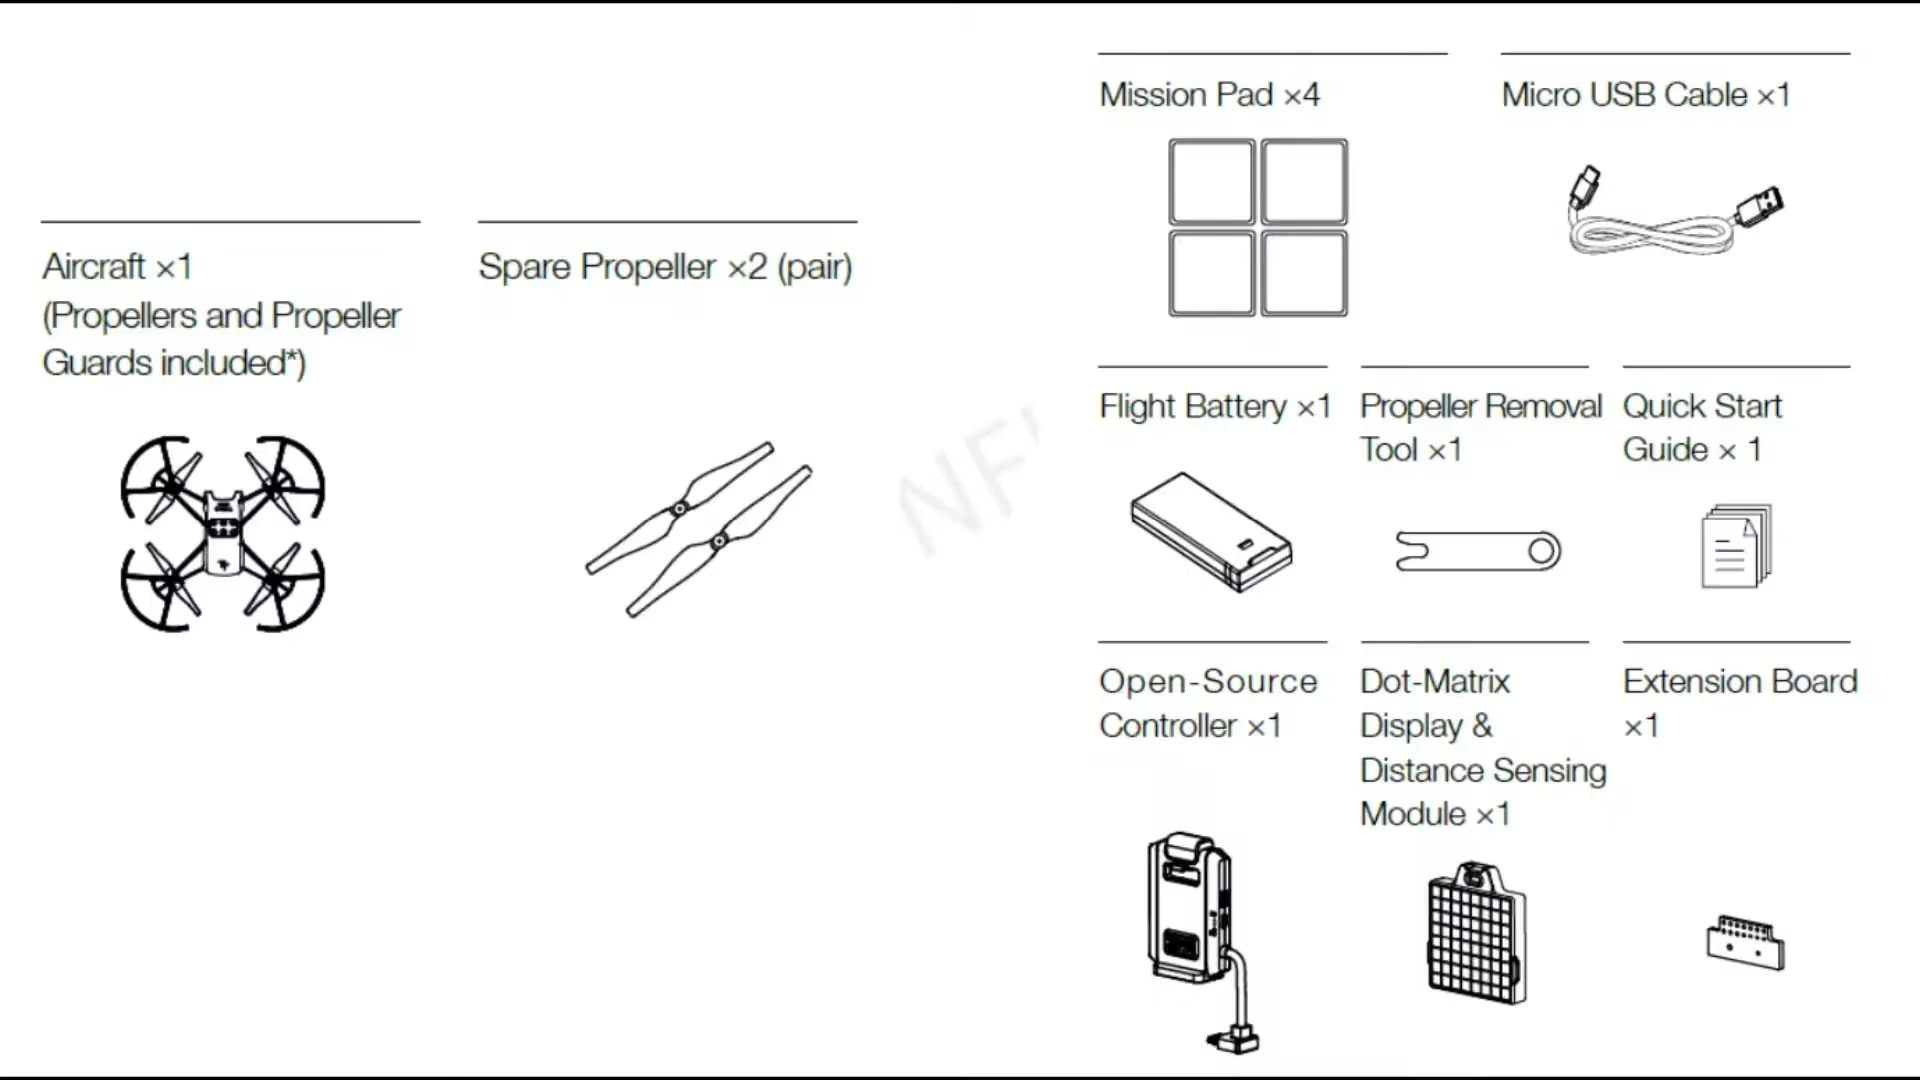 Aircraft ×1
(Propellers and Propeller
Guards included*)
Spare Propeller ×2 (pair)
Mission Pad ×4
Micro USB Cable ×1
Flight Battery ×1
Propeller Removal
Tool ×1
Quick Start
Guide × 1
Open-Source
Controller ×1
Dot-Matrix
Display &
Distance Sensing
Module ×1
Extension Board
×1